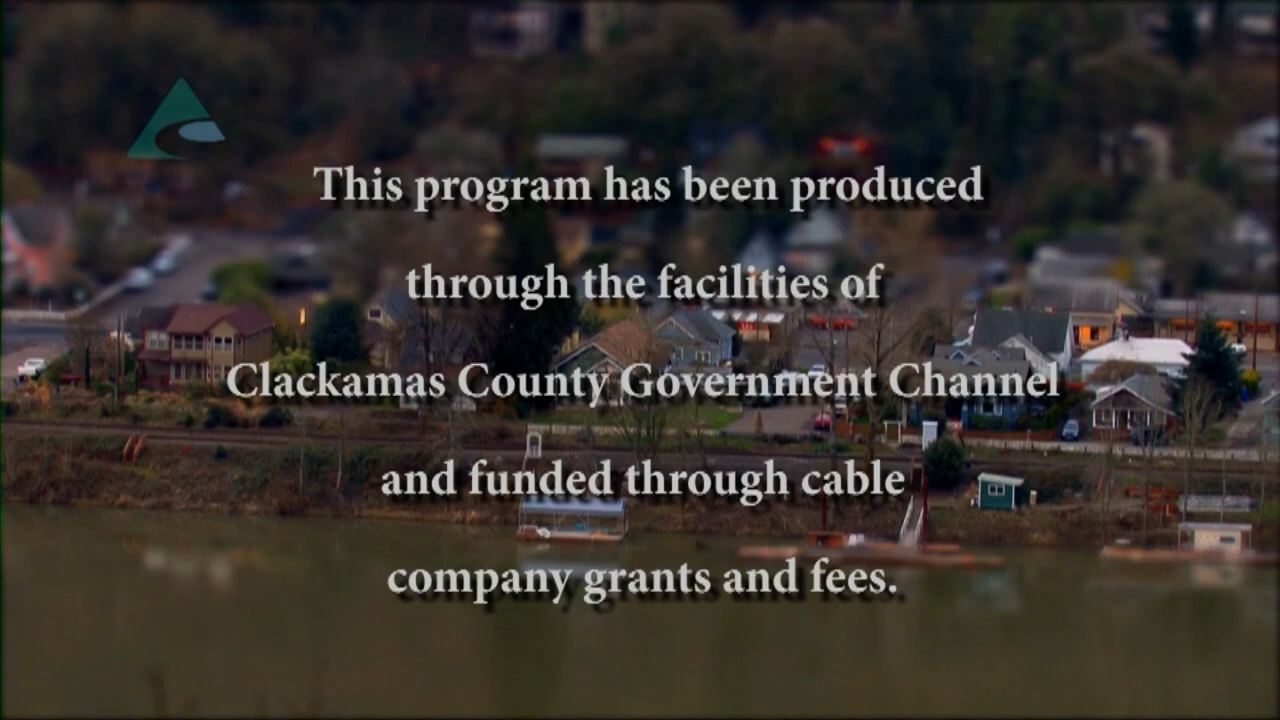 This program has been produced
through the facilities of
Clackamas County Government Channel
and funded through cable
company grants and fees.